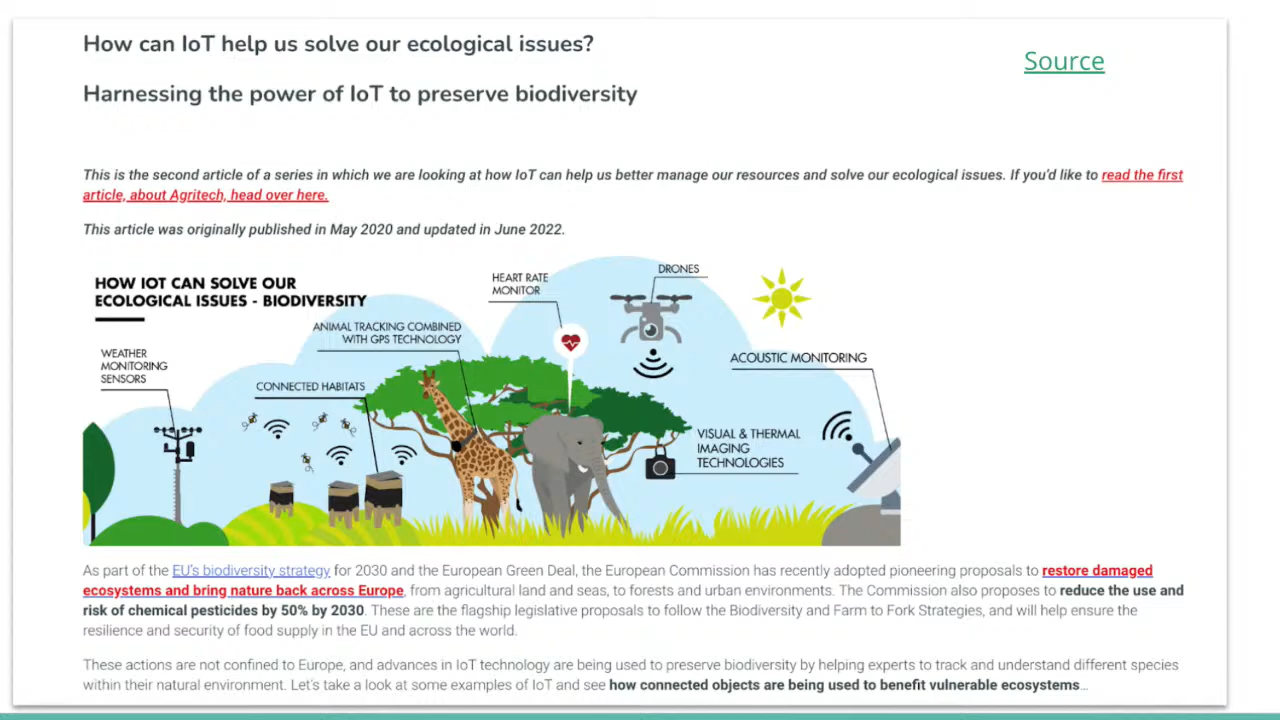 How can IoT help us solve our ecological issues?
Source
Harnessing the power of IoT to preserve biodiversity
This is the second article of a series in which we are looking at how IoT can help us better manage our resources and solve our ecological issues. If you'd like to read the first
article, about Agritech, head over here.
This article was originally published in May 2020 and updated in June 2022.
HOW IOT CAN SOLVE OUR
ECOLOGICAL ISSUES - BIODIVERSITY
HEART RATE
MONITOR
DRONES
ANIMAL TRACKING COMBINED
WITH GPS TECHNOLOGY
WEATHER
MONITORING
SENSORS
CONNECTED HABITATS
ACOUSTIC MONITORING
VISUAL & THERMAL
IMAGING
TECHNOLOGIES
As part of the EU's biodiversity strategy for 2030 and the European Green Deal, the European Commission has recently adopted pioneering proposals to restore damaged
ecosystems and bring nature back across Europe, from agricultural land and seas, to forests and urban environments. The Commission also proposes to reduce the use and
risk of chemical pesticides by 50% by 2030. These are the flagship legislative proposals to follow the Biodiversity and Farm to Fork Strategies, and will help ensure the
resilience and security of food supply in the EU and across the world.
These actions are not confined to Europe, and advances in IoT technology are being used to preserve biodiversity by helping experts to track and understand different species
within their natural environment. Let's take a look at some examples of IoT and see how connected objects are being used to benefit vulnerable ecosystems...